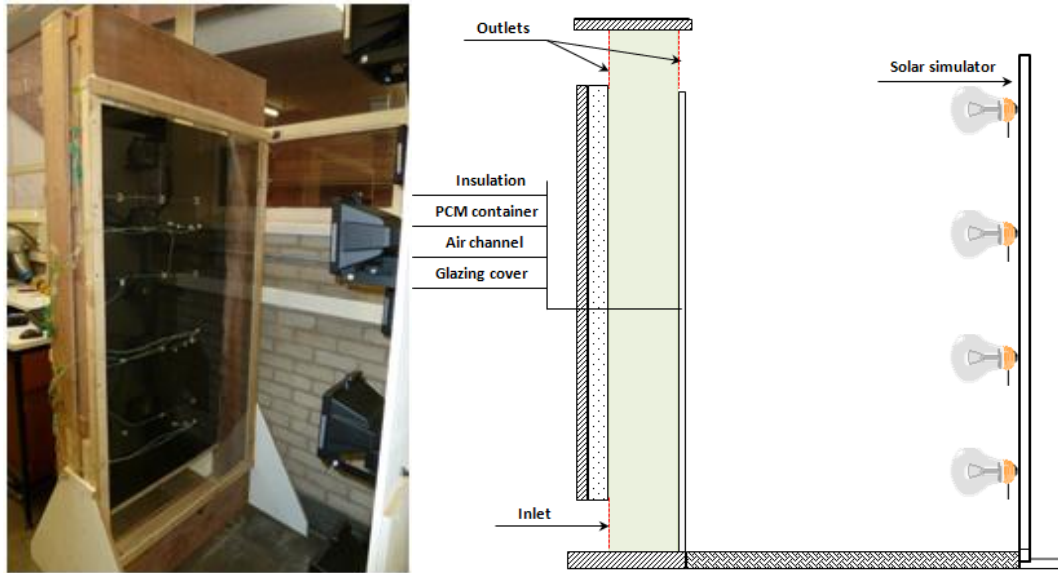 Outlets
Solar simulator
Insulation
PCM container
Air channel
Glazing cover
Inlet